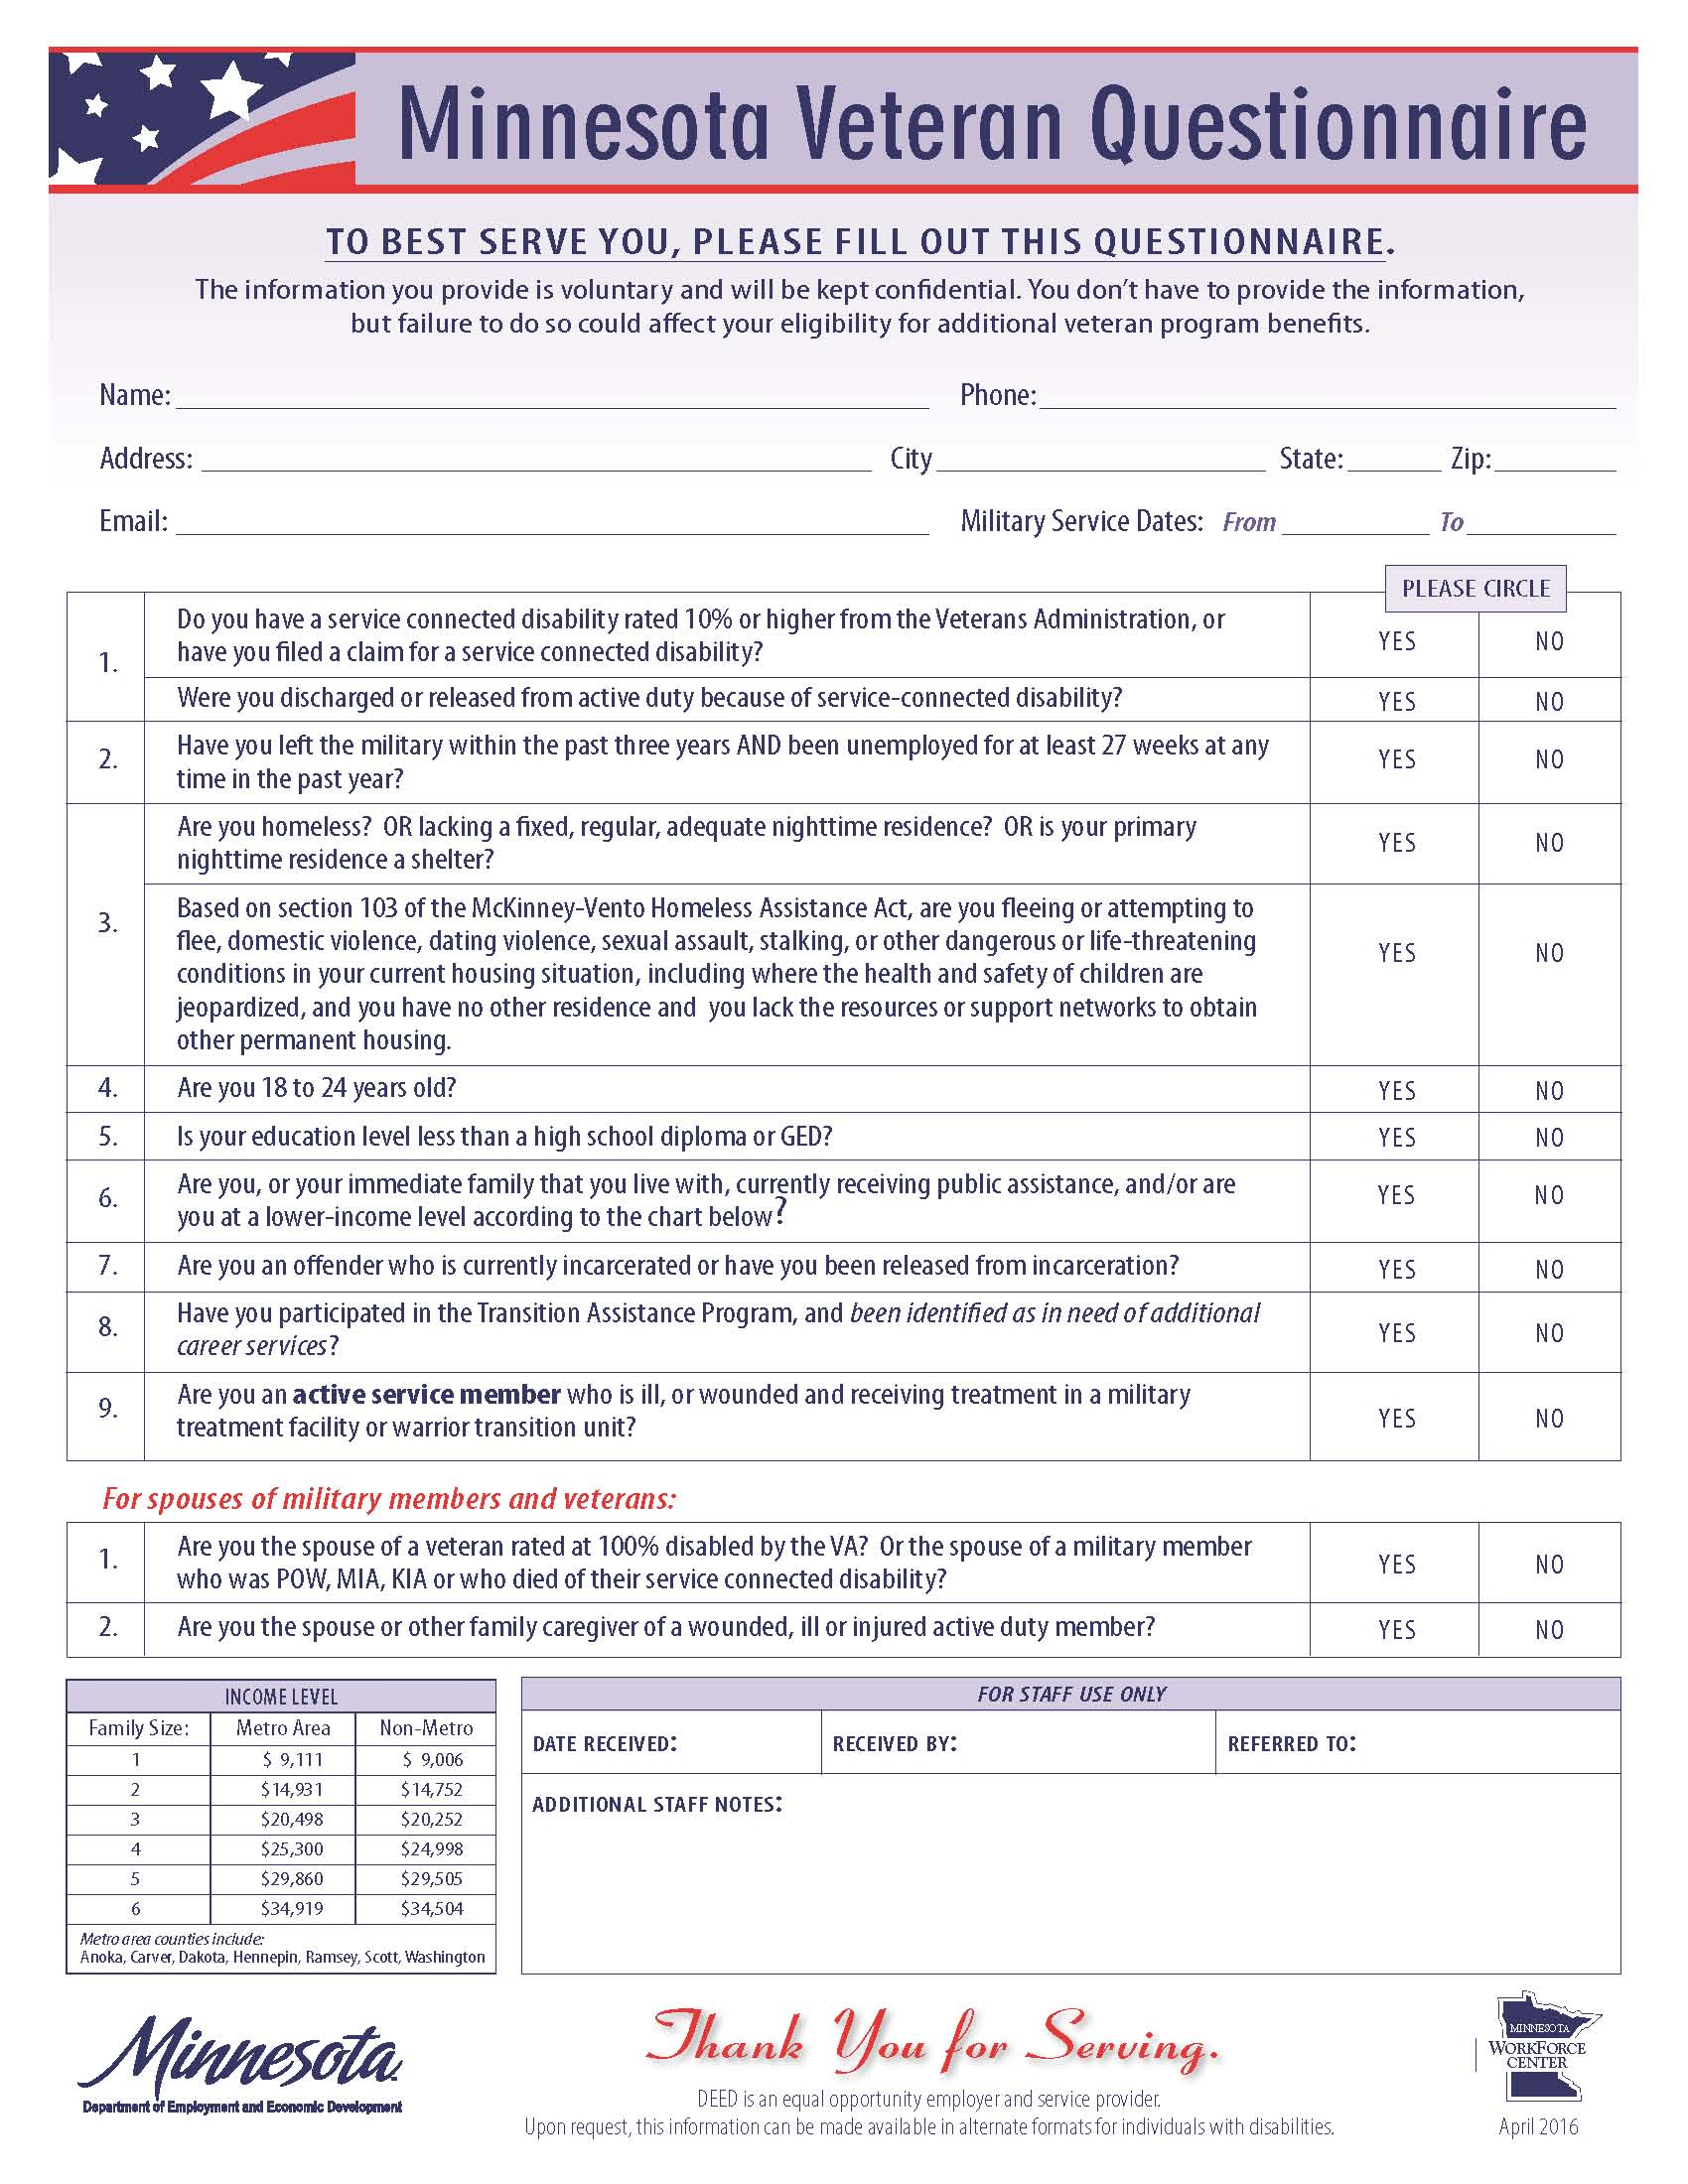 Minnesota Veteran Questionnaire
TO BEST SERVE YOU, PLEASE FILL OUT THIS QUESTIONNAIRE.
The information you provide is voluntary and will be kept confidential. You don't have to provide the information,
but failure to do so could affect your eligibility for additional veteran program benefits.
Name: Phone:
Address: City State: Zip:
Email: Military Service Dates: From To
PLEASE CIRCLE
1. Do you have a service connected disability rated 10% or higher from the Veterans Administration, or
have you filed a claim for a service connected disability? YES NO
Were you discharged or released from active duty because of service-connected disability? YES NO
2. Have you left the military within the past three years AND been unemployed for at least 27 weeks at any
time in the past year? YES NO
3. Are you homeless? OR lacking a fixed, regular, adequate nighttime residence? OR is your primary
nighttime residence a shelter? YES NO
Based on section 103 of the McKinney-Vento Homeless Assistance Act, are you fleeing or attempting to
flee, domestic violence, dating violence, sexual assault, stalking, or other dangerous or life-threatening
conditions in your current housing situation, including where the health and safety of children are
jeopardized, and you have no other residence and you lack the resources or support networks to obtain
other permanent housing. YES NO
4. Are you 18 to 24 years old? YES NO
5. Is your education level less than a high school diploma or GED? YES NO
6. Are you, or your immediate family that you live with, currently receiving public assistance, and/or are
you at a lower-income level according to the chart below? YES NO
7. Are you an offender who is currently incarcerated or have you been released from incarceration? YES NO
8. Have you participated in the Transition Assistance Program, and been identified as in need of additional
career services? YES NO
9. Are you an active service member who is ill, or wounded and receiving treatment in a military
treatment facility or warrior transition unit? YES NO
For spouses of military members and veterans:
1. Are you the spouse of a veteran rated at 100% disabled by the VA? Or the spouse of a military member
who was POW, MIA, KIA or who died of their service connected disability? YES NO
2. Are you the spouse or other family caregiver of a wounded, ill or injured active duty member? YES NO
INCOME LEVEL
Family Size: Metro Area Non-Metro
1 $ 9,111 $ 9,006
2 $14,931 $14,752
3 $20,498 $20,252
4 $25,300 $24,998
5 $29,860 $29,505
6 $34,919 $34,504
Metro area counties include:
Anoka, Carver, Dakota, Hennepin, Ramsey, Scott, Washington
FOR STAFF USE ONLY
DATE RECEIVED: RECEIVED BY: REFERRED TO:
ADDITIONAL STAFF NOTES:
Minnesota
Department of Employment and Economic Development
Thank You for Serving.
DEED is an equal opportunity employer and service provider.
Upon request, this information can be made available in alternate formats for individuals with disabilities.
MINNESOTA
WORKFORCE
CENTER
April 2016